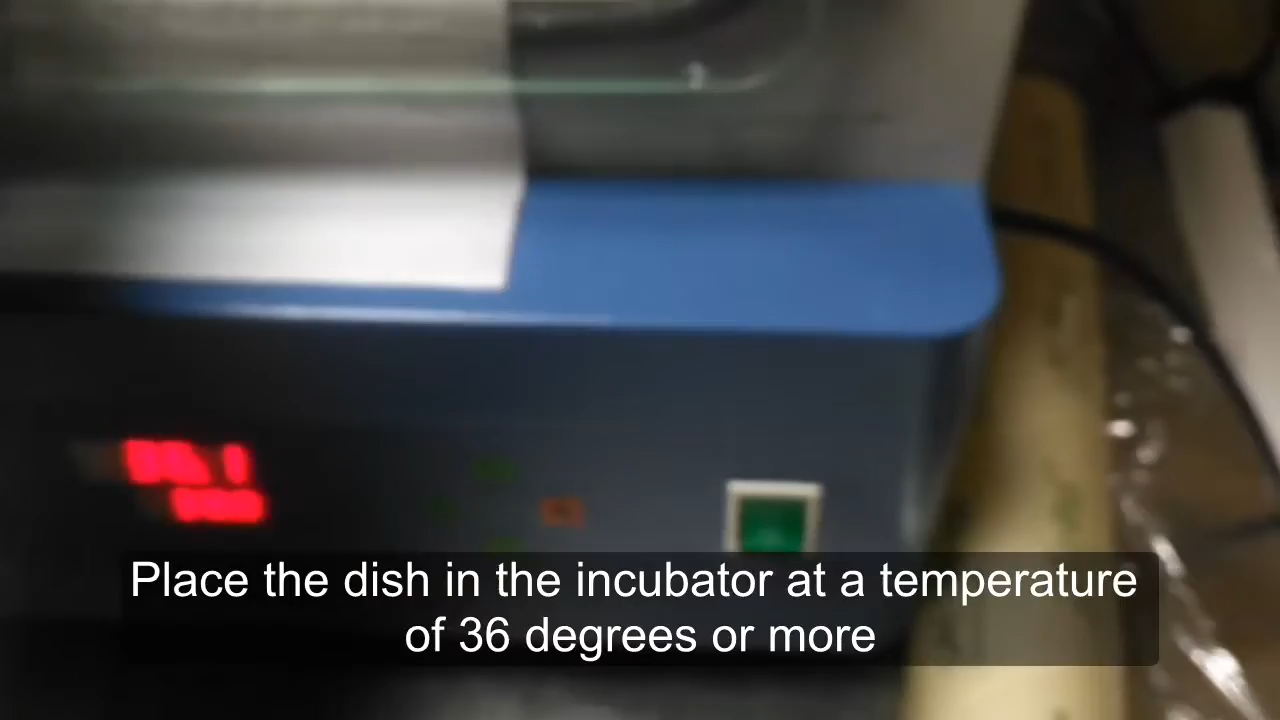 Place the dish in the incubator at a temperature
of 36 degrees or more